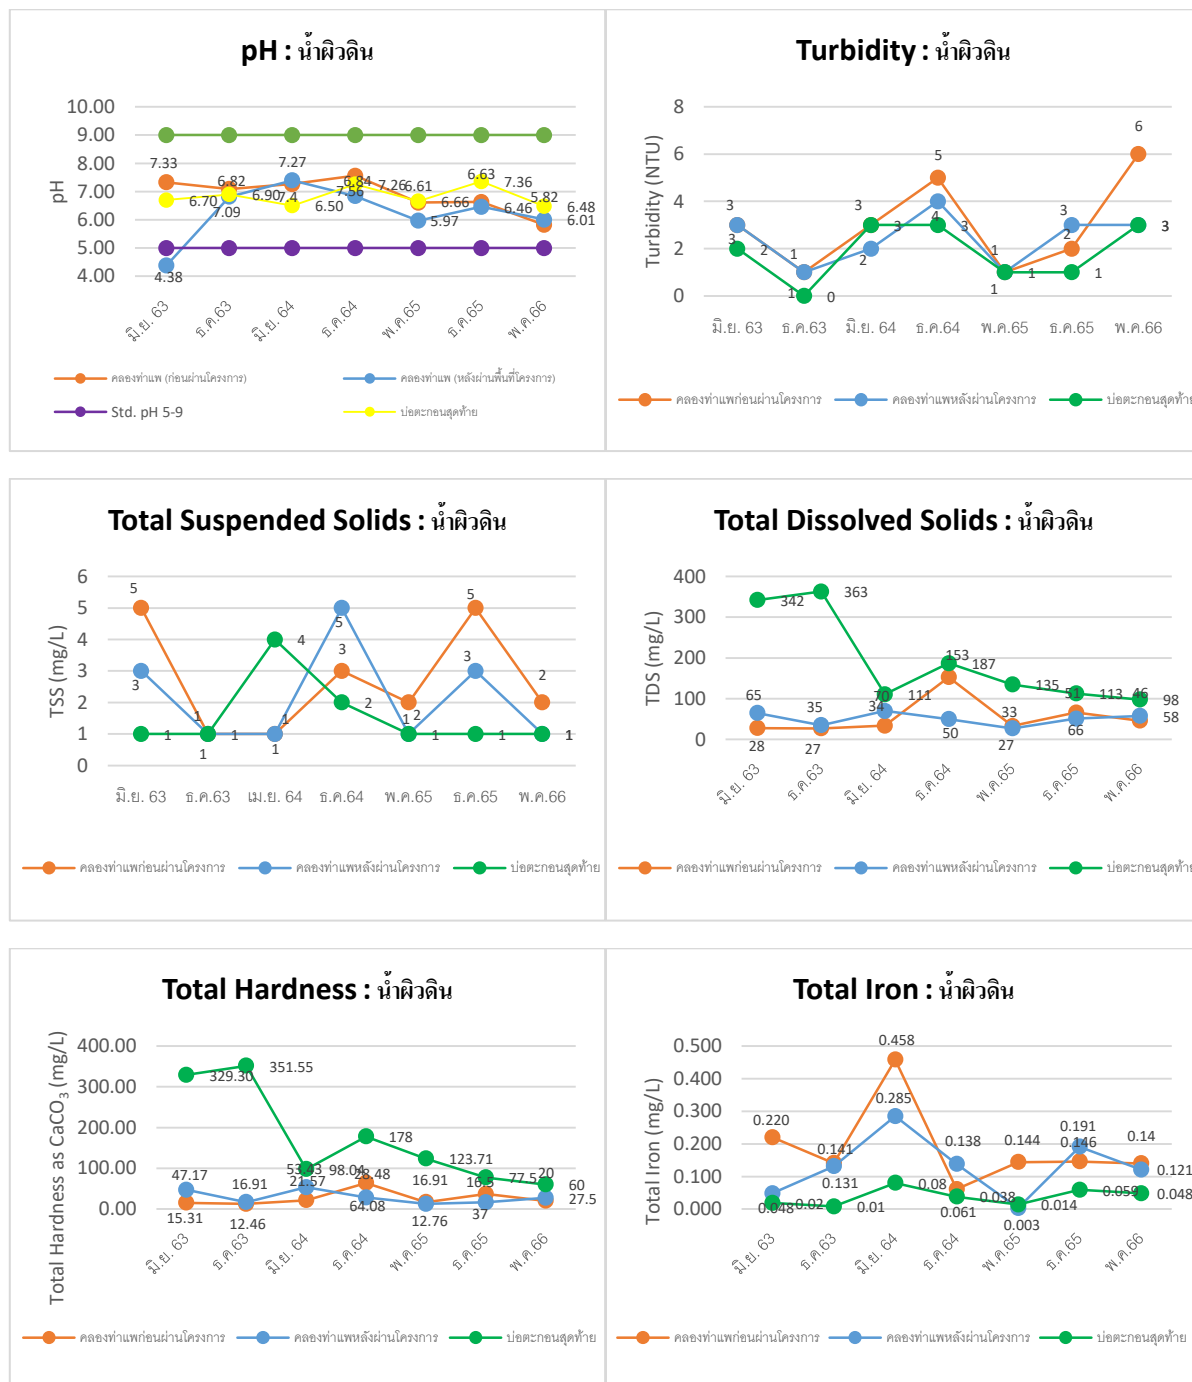 pH : น้ำผิวดิน
10.00
9.00
8.00
7.00
6.00
5.00
4.00
pH
7.33 6.82 7.27 6.84 7.26 6.61 6.63 7.36 5.82 6.48
6.70 7.09 6.90 7.4 6.50 7.56 5.97 6.66 6.46 6.01
4.38
มิ.ย. 63 ธ.ค.63 มิ.ย. 64 ธ.ค.64 พ.ค.65 ธ.ค.65 พ.ค.66
คลองท่าแพ (ก่อนผ่านโครงการ) คลองท่าแพ (หลังผ่านพื้นที่โครงการ)
Std. pH 5-9 บ่อตะกอนสุดท้าย
Turbidity : น้ำผิวดิน
8
6
4
2
0
Turbidity (NTU)
3 1 3 5 1 3 6
3 2 1 0 2 3 4 3 1 1 2 1 3
มิ.ย. 63 ธ.ค.63 มิ.ย. 64 ธ.ค.64 พ.ค.65 ธ.ค.65 พ.ค.66
คลองท่าแพก่อนผ่านโครงการ คลองท่าแพหลังผ่านโครงการ บ่อตะกอนสุดท้าย
Total Suspended Solids : น้ำผิวดิน
6
5
4
3
2
1
0
TSS (mg/L)
5 1 1 3 2 5 2
3 1 1 5 1 3 1
1 1 4 2 1 1
มิ.ย. 63 ธ.ค.63 เม.ย. 64 ธ.ค.64 พ.ค.65 ธ.ค.65 พ.ค.66
คลองท่าแพก่อนผ่านโครงการ คลองท่าแพหลังผ่านโครงการ บ่อตะกอนสุดท้าย
Total Dissolved Solids : น้ำผิวดิน
400
300
200
100
0
TDS (mg/L)
342 363 111 187 135 113 98
65 35 70 153 33 51 46
28 27 34 50 27 66 58
มิ.ย. 63 ธ.ค.63 มิ.ย. 64 ธ.ค.64 พ.ค.65 ธ.ค.65 พ.ค.66
คลองท่าแพก่อนผ่านโครงการ คลองท่าแพหลังผ่านโครงการ บ่อตะกอนสุดท้าย
Total Hardness : น้ำผิวดิน
400.00
300.00
200.00
100.00
0.00
Total Hardness as CaCO₃ (mg/L)
329.30 351.55 98.04 178 123.71 77.5 60
47.17 16.91 53.43 28.48 16.91 16.5 20
15.31 12.46 21.57 64.08 12.76 37 27.5
มิ.ย. 63 ธ.ค.63 มิ.ย. 64 ธ.ค.64 พ.ค.65 ธ.ค.65 พ.ค.66
คลองท่าแพก่อนผ่านโครงการ คลองท่าแพหลังผ่านโครงการ บ่อตะกอนสุดท้าย
Total Iron : น้ำผิวดิน
0.500
0.400
0.300
0.200
0.100
0.000
Total Iron (mg/L)
0.220 0.141 0.458 0.138 0.144 0.191 0.14
0.285 0.146
0.048 0.131 0.061 0.003 0.121
0.02 0.01 0.08 0.038 0.014 0.059 0.048
มิ.ย. 63 ธ.ค.63 มิ.ย. 64 ธ.ค.64 พ.ค.65 ธ.ค.65 พ.ค.66
คลองท่าแพก่อนผ่านโครงการ คลองท่าแพหลังผ่านโครงการ บ่อตะกอนสุดท้าย